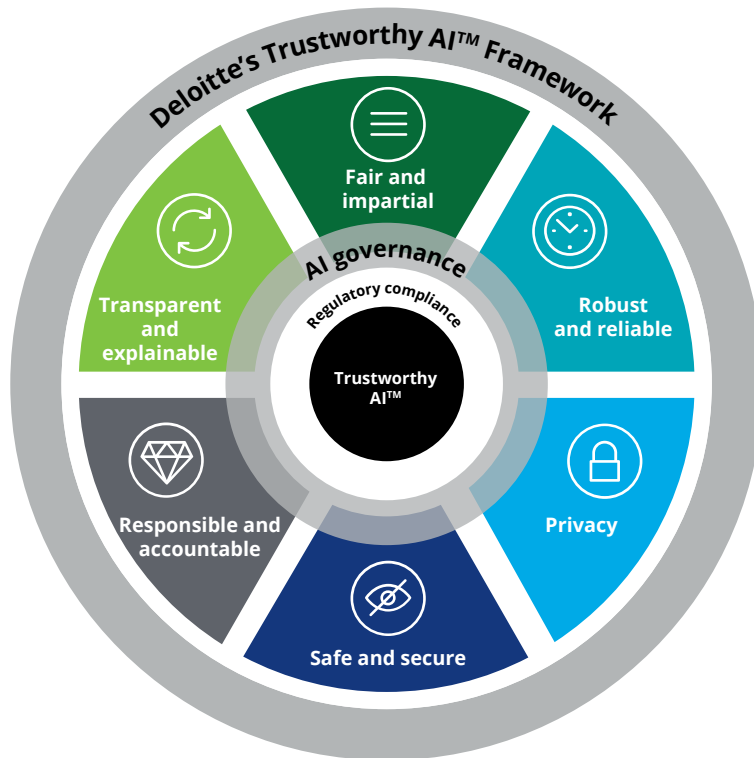 Deloitte’s Trustworthy AI™ Framework
Fair and
impartial
Robust
and reliable
Privacy
Safe and secure
Responsible and
accountable
Transparent
and
explainable
AI governance
Regulatory compliance
Trustworthy
AI™